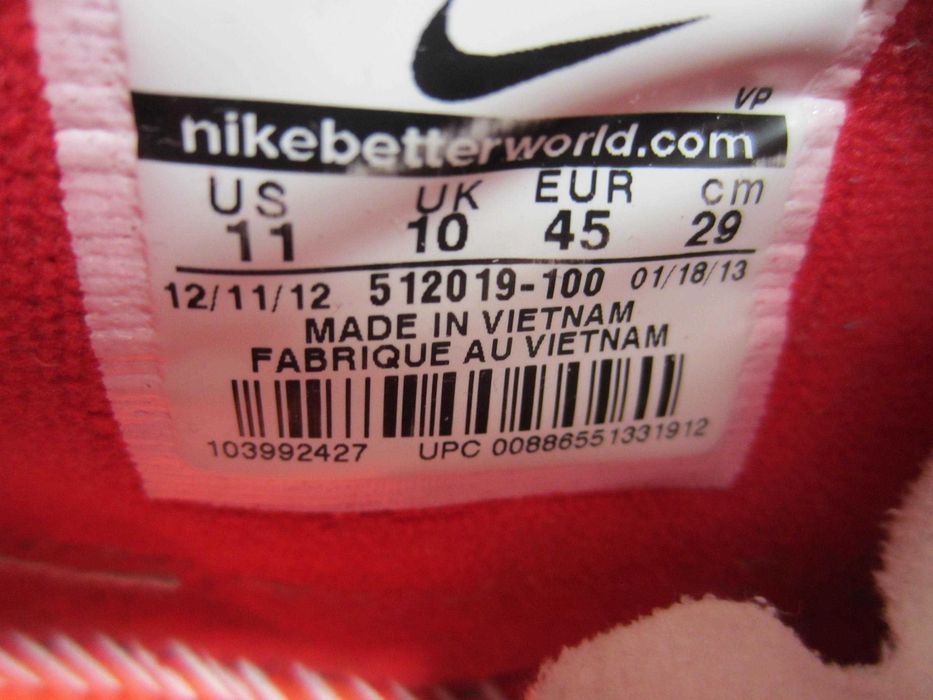 VP
nikebetterworld.com
US UK EUR cm
11 10 45 29
12/11/12 512019-100 01/18/13
MADE IN VIETNAM
FABRIQUE AU VIETNAM
103992427 UPC 00886551331912